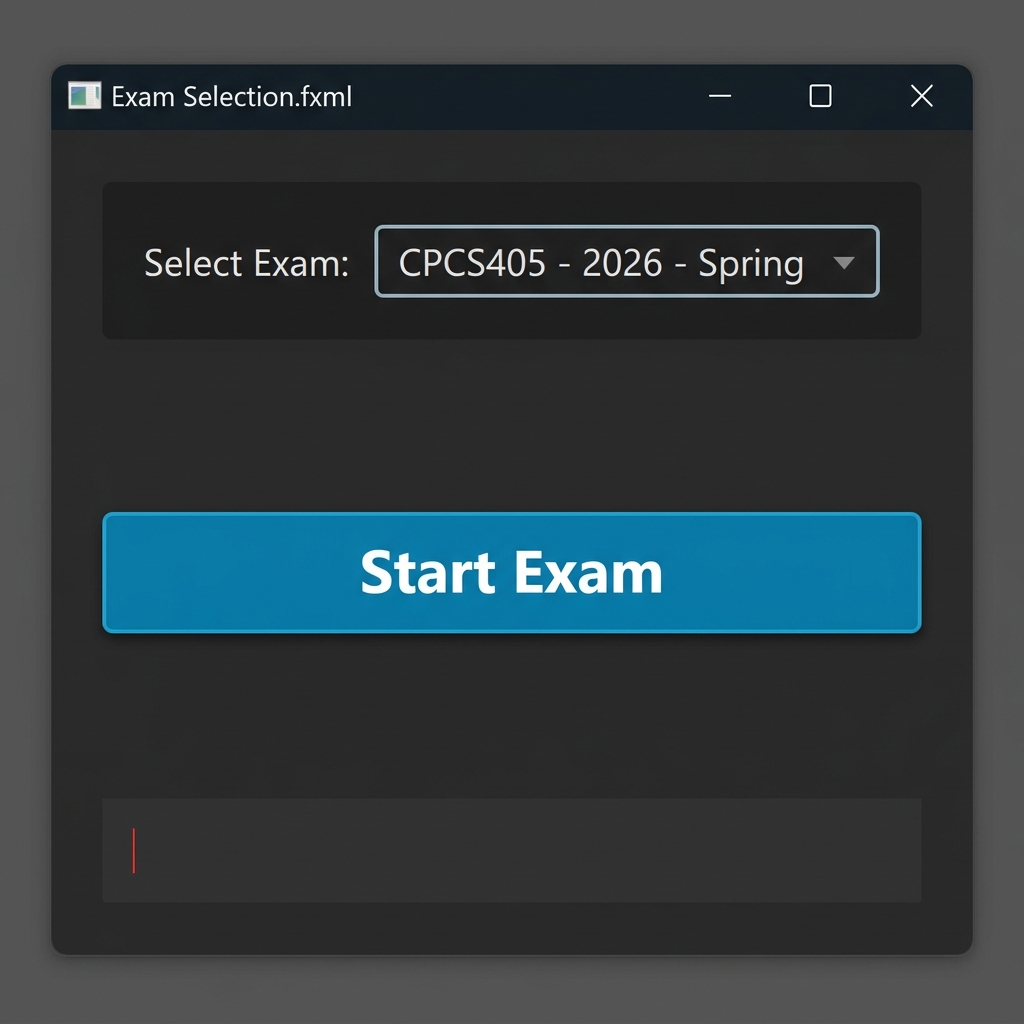 Exam Selection.fxml
Select Exam: CPCS405 - 2026 - Spring
Start Exam